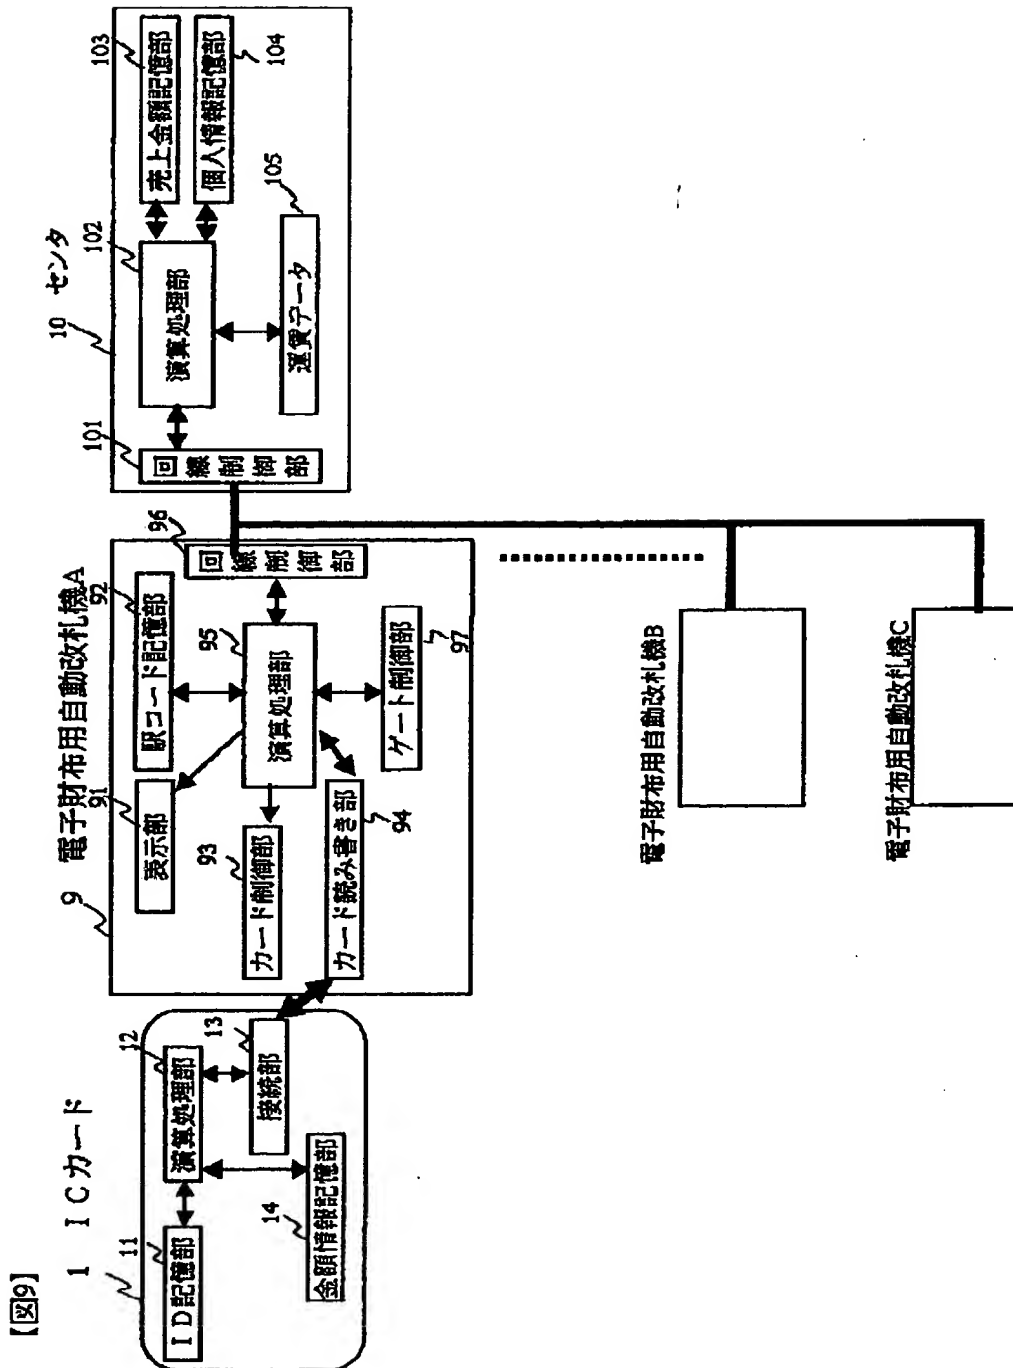 【図9】
1 ICカード
11
ID記憶部
12
演算処理部
13
接続部
14
金額情報記憶部
9 電子財布用自動改札機A
91
表示部
92
駅コード記憶部
93
カード制御部
94
カード読み書き部
95
演算処理部
96
回線制御部
97
ゲート制御部
10 センタ
101
回線制御部
102
演算処理部
103
売上金額記憶部
104
個人情報記憶部
105
運賃データ
電子財布用自動改札機B
電子財布用自動改札機C